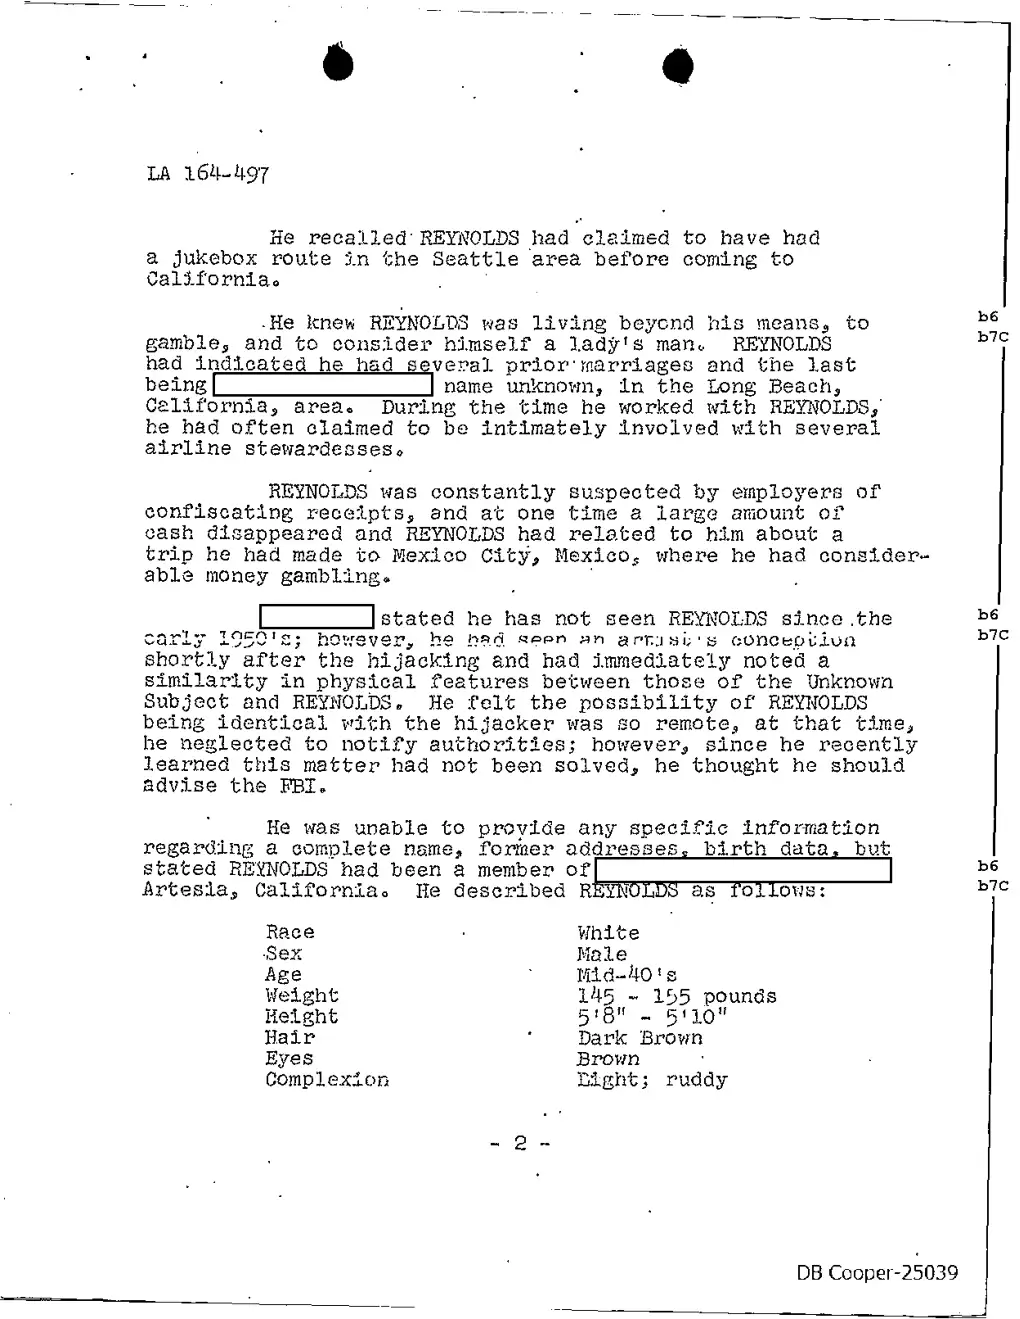 LA 164-497
He recalled REYNOLDS had claimed to have had
a jukebox route in the Seattle area before coming to
California.
He knew REYNOLDS was living beyond his means, to
gamble, and to consider himself a lady's man. REYNOLDS
had indicated he had several prior marriages and the last
being name unknown, in the Long Beach,
California, area. During the time he worked with REYNOLDS,
he had often claimed to be intimately involved with several
airline stewardesses.
b6
b7C
REYNOLDS was constantly suspected by employers of
confiscating receipts, and at one time a large amount of
cash disappeared and REYNOLDS had related to him about a
trip he had made to Mexico City, Mexico, where he had consider-
able money gambling.
stated he has not seen REYNOLDS since the
early 1950's; however, he had seen an artist's conception
shortly after the hijacking and had immediately noted a
similarity in physical features between those of the Unknown
Subject and REYNOLDS. He felt the possibility of REYNOLDS
being identical with the hijacker was so remote, at that time,
he neglected to notify authorities; however, since he recently
learned this matter had not been solved, he thought he should
advise the FBI.
b6
b7C
He was unable to provide any specific information
regarding a complete name, former addresses, birth data, but
stated REYNOLDS had been a member of
Artesia, California. He described REYNOLDS as follows:
b6
b7C
Race White
Sex Male
Age Mid-40's
Weight 145 - 155 pounds
Height 5'8" - 5'10"
Hair Dark Brown
Eyes Brown
Complexion Light; ruddy
- 2 -
DB Cooper-25039